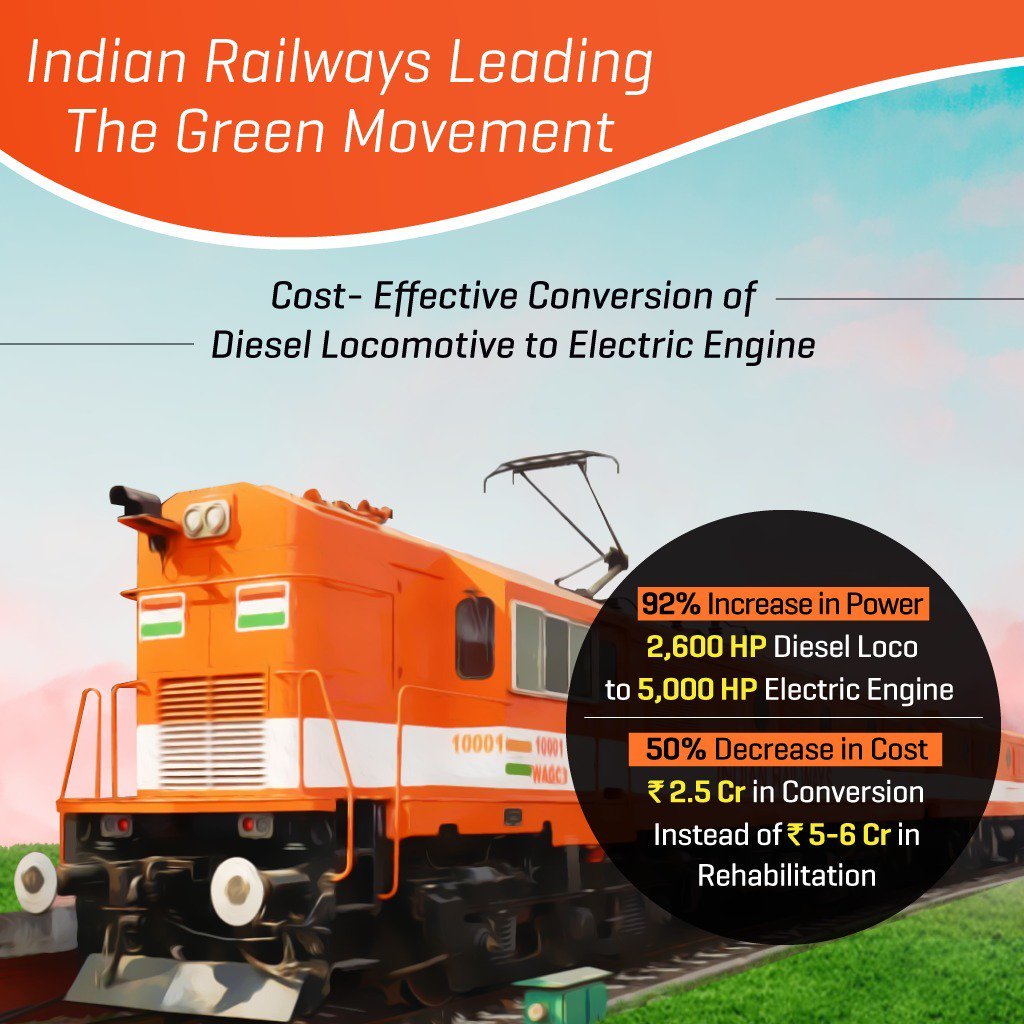 Indian Railways Leading
The Green Movement
Cost- Effective Conversion of
Diesel Locomotive to Electric Engine
92% Increase in Power
2,600 HP Diesel Loco
to 5,000 HP Electric Engine
50% Decrease in Cost
₹ 2.5 Cr in Conversion
Instead of ₹ 5-6 Cr in
Rehabilitation
10001 10001
WAGC3